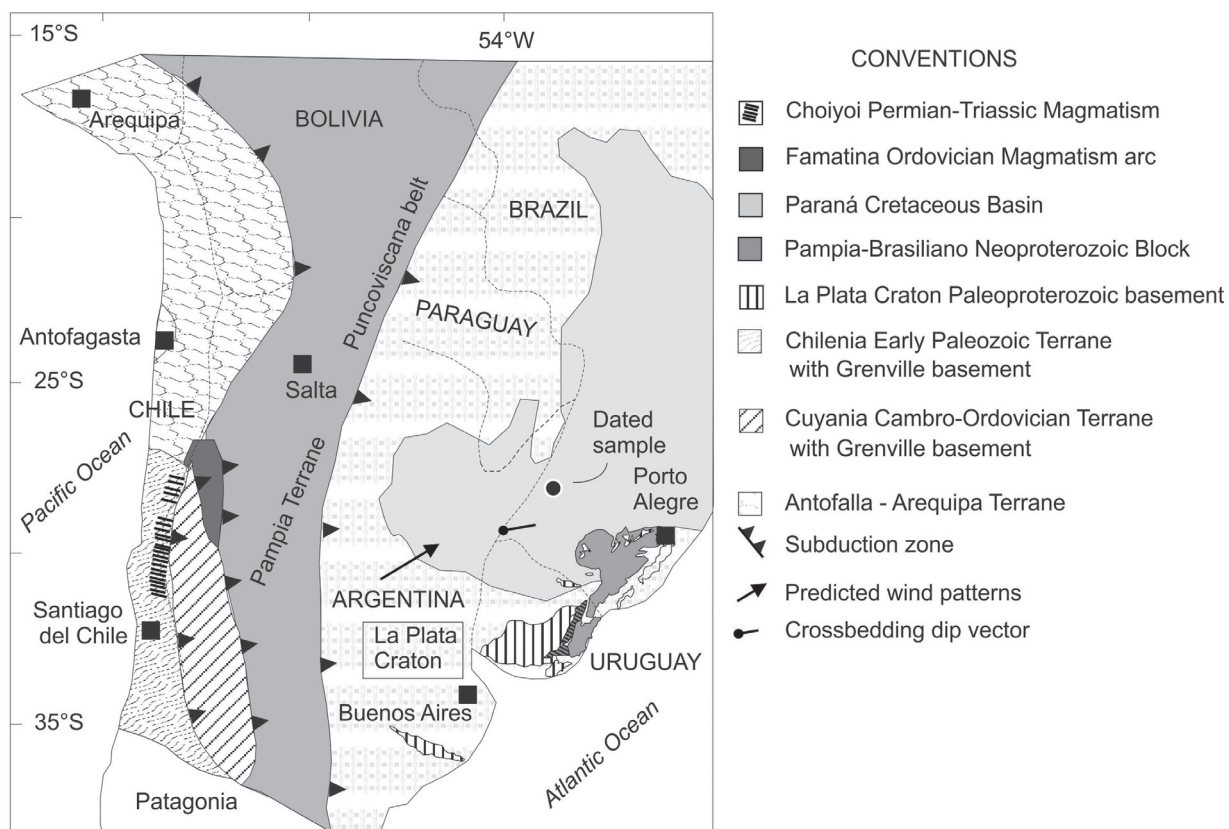 15°S
54°W
Arequipa
BOLIVIA
BRAZIL
Puncoviscana belt
PARAGUAY
Antofagasta
Salta
25°S
CHILE
Pacific Ocean
Dated
sample
Porto
Alegre
Pampia Terrane
ARGENTINA
Santiago
del Chile
La Plata
Craton
URUGUAY
35°S
Buenos Aires
Atlantic Ocean
Patagonia
CONVENTIONS
Choiyoi Permian-Triassic Magmatism
Famatina Ordovician Magmatism arc
Paraná Cretaceous Basin
Pampia-Brasiliano Neoproterozoic Block
La Plata Craton Paleoproterozoic basement
Chilenia Early Paleozoic Terrane
with Grenville basement
Cuyania Cambro-Ordovician Terrane
with Grenville basement
Antofalla - Arequipa Terrane
Subduction zone
Predicted wind patterns
Crossbedding dip vector